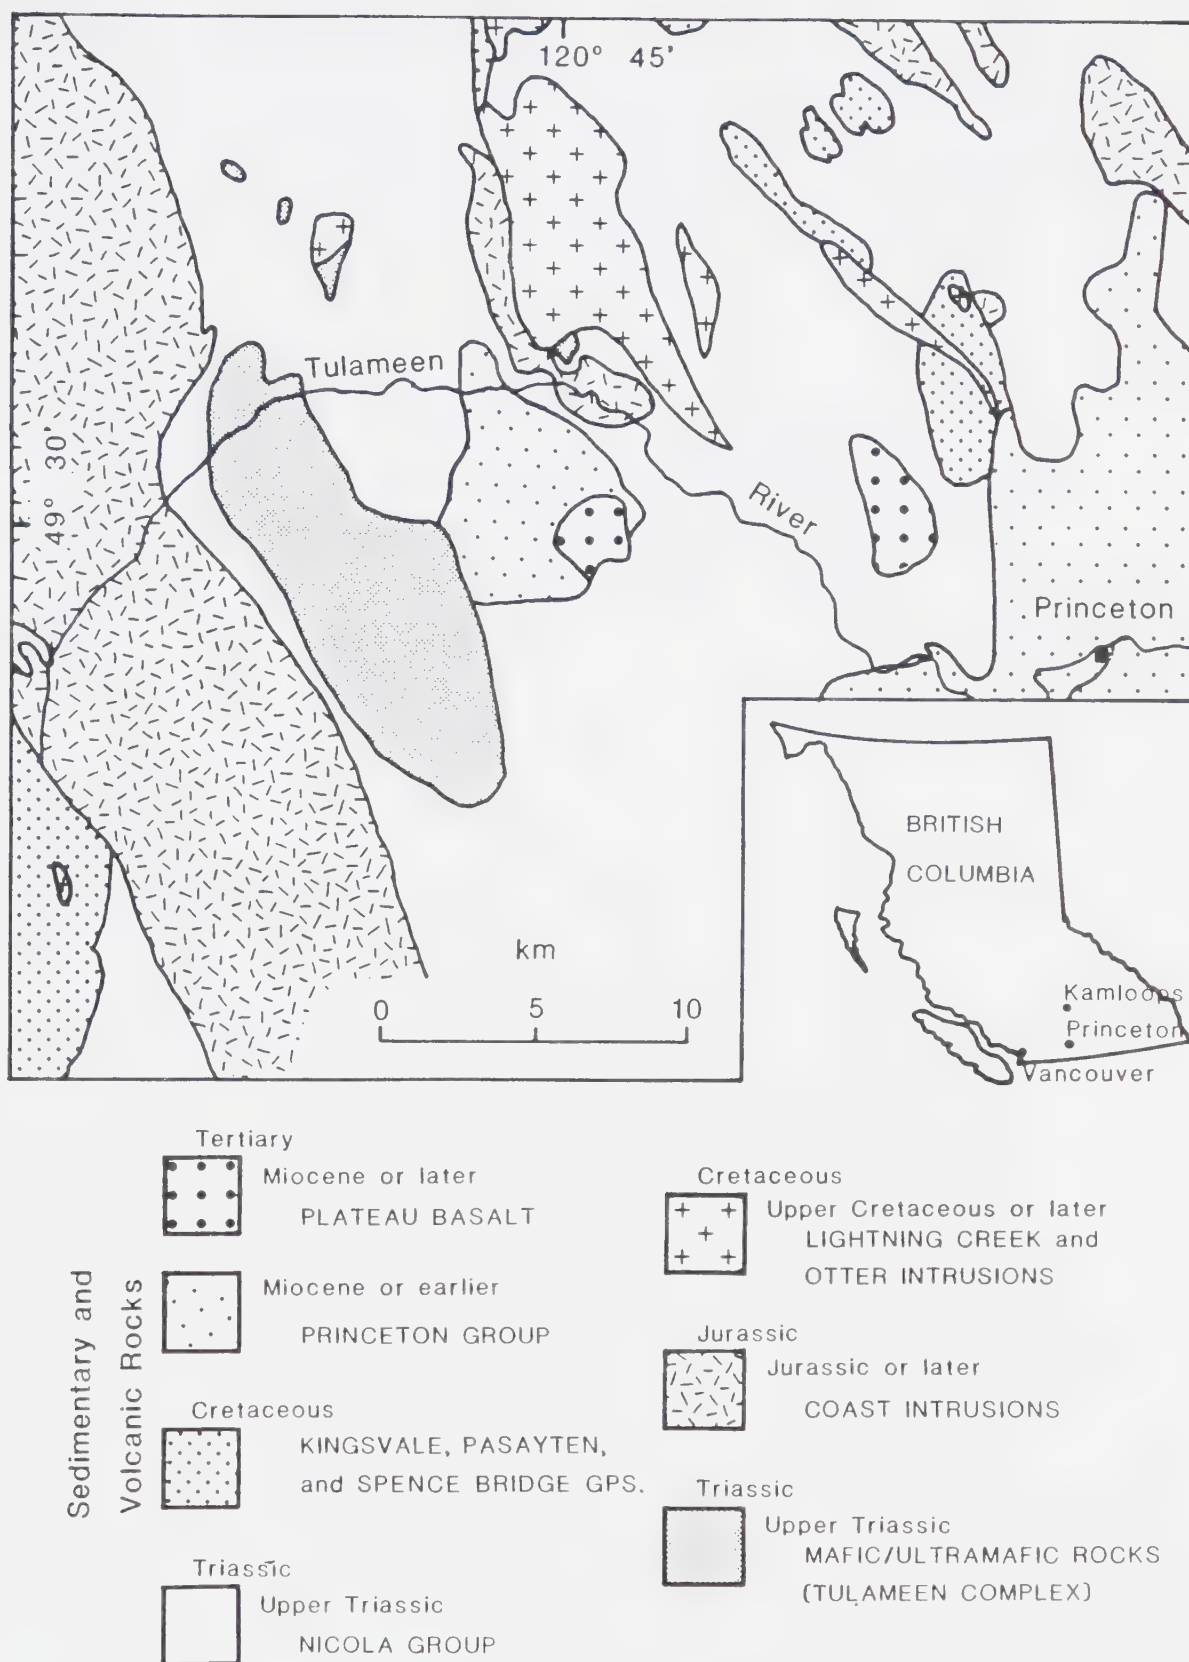 120° 45'
Tulameen
49° 30'
River
Princeton
BRITISH
COLUMBIA
km
0 5 10
Kamloops
Princeton
Vancouver
Sedimentary and
Volcanic Rocks
Tertiary
Miocene or later
PLATEAU BASALT
Miocene or earlier
PRINCETON GROUP
Cretaceous
KINGSVALE, PASAYTEN,
and SPENCE BRIDGE GPS.
Triassic
Upper Triassic
NICOLA GROUP
Cretaceous
Upper Cretaceous or later
LIGHTNING CREEK and
OTTER INTRUSIONS
Jurassic
Jurassic or later
COAST INTRUSIONS
Triassic
Upper Triassic
MAFIC/ULTRAMAFIC ROCKS
(TULAMEEN COMPLEX)